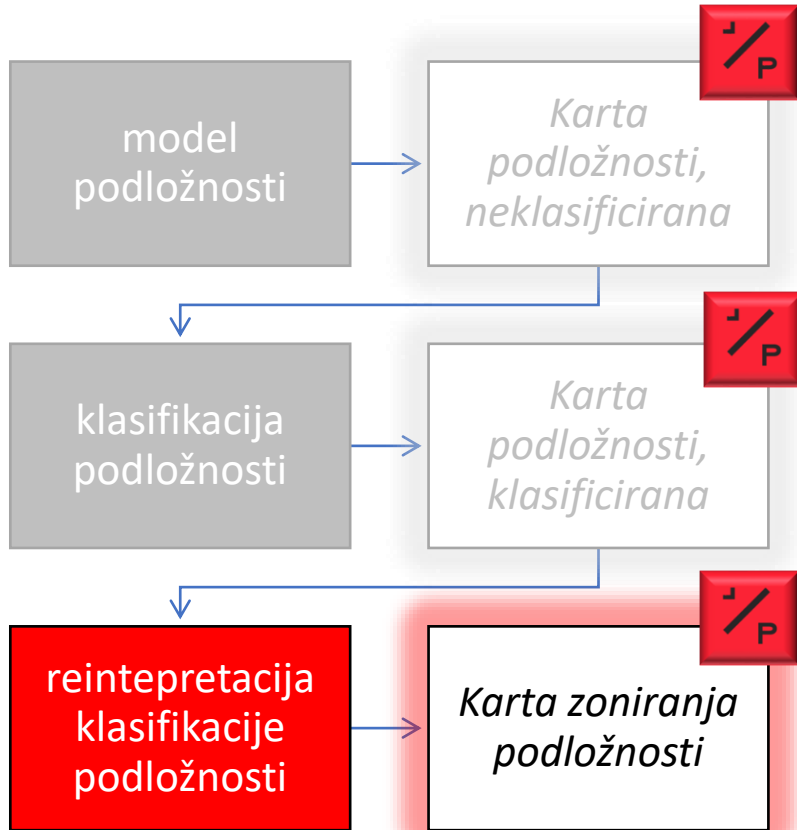 model
podložnosti
Karta
podložnosti,
neklasificirana
P
klasifikacija
podložnosti
Karta
podložnosti,
klasificirana
P
reintepretacija
klasifikacije
podložnosti
Karta zoniranja
podložnosti
P